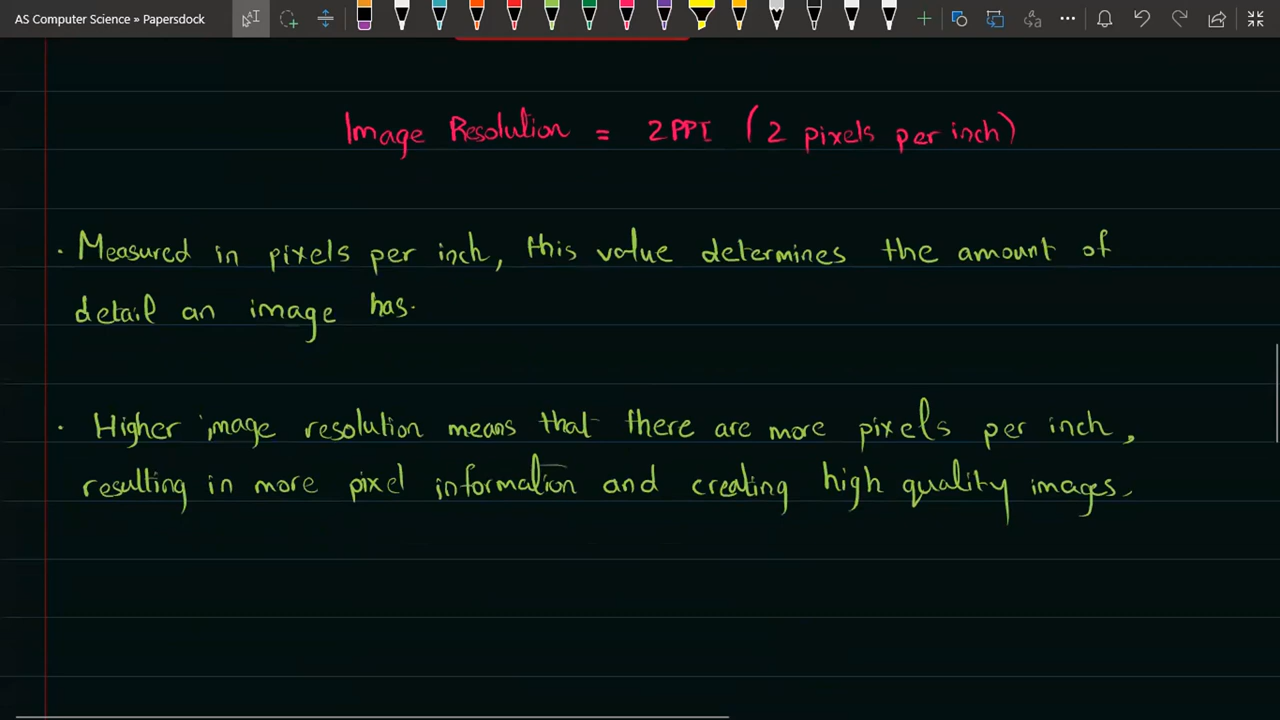 AS Computer Science » Papersdock
Image Resolution = 2PPI (2 pixels per inch)
· Measured in pixels per inch, this value determines the amount of
detail an image has.
· Higher image resolution means that there are more pixels per inch,
resulting in more pixel information and creating high quality images.